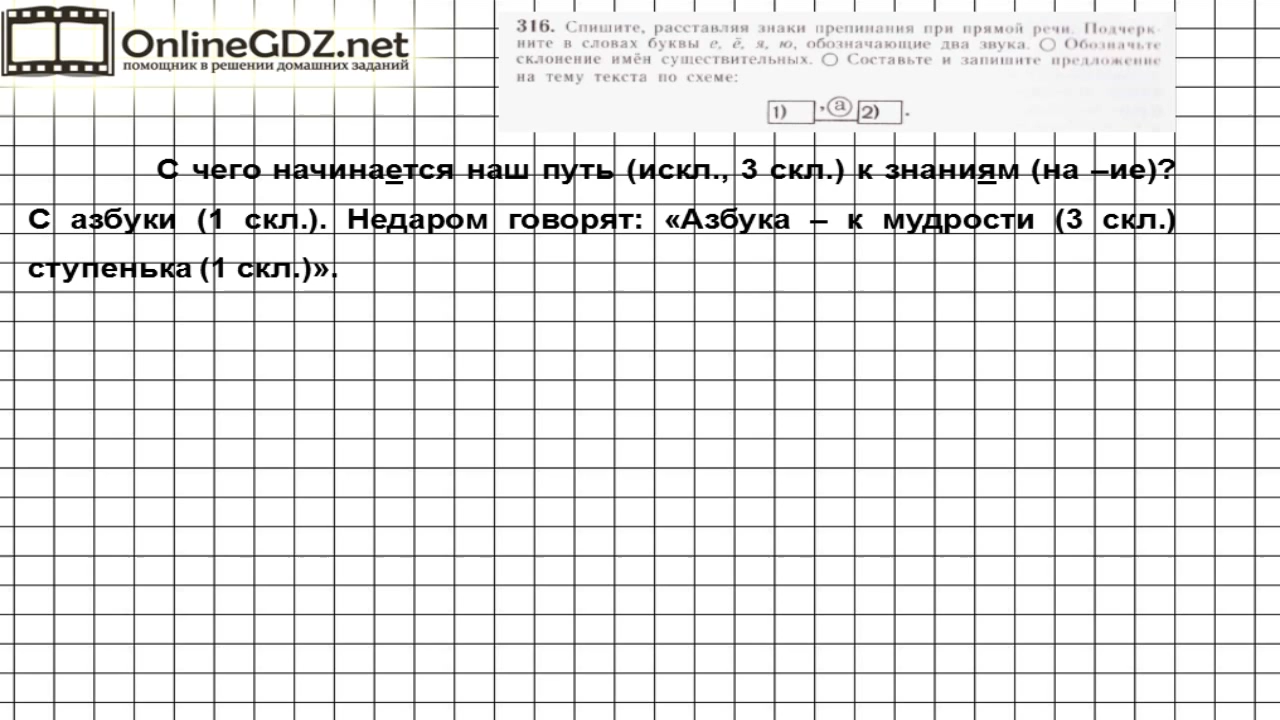 OnlineGDZ.net
помощник в решении домашних заданий
316. Спишите, расставляя знаки препинания при прямой речи. Подчерк-
ните в словах буквы е, ё, я, ю, обозначающие два звука. ○ Обозначьте
склонение имён существительных. ○ Составьте и запишите предложение
на тему текста по схеме:
1) , а 2) .
С чего начинается наш путь (искл., 3 скл.) к знаниям (на –ие)?
С азбуки (1 скл.). Недаром говорят: «Азбука – к мудрости (3 скл.)
ступенька (1 скл.)».